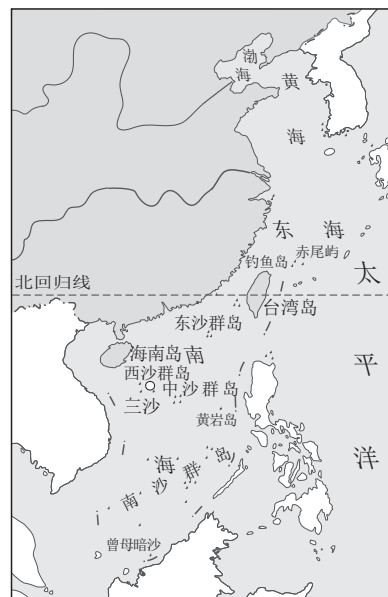 渤海
黄海
东海
钓鱼岛
赤尾屿
太平洋
北回归线
台湾岛
东沙群岛
海南岛
南海
西沙群岛
中沙群岛
三沙
黄岩岛
南沙群岛
曾母暗沙